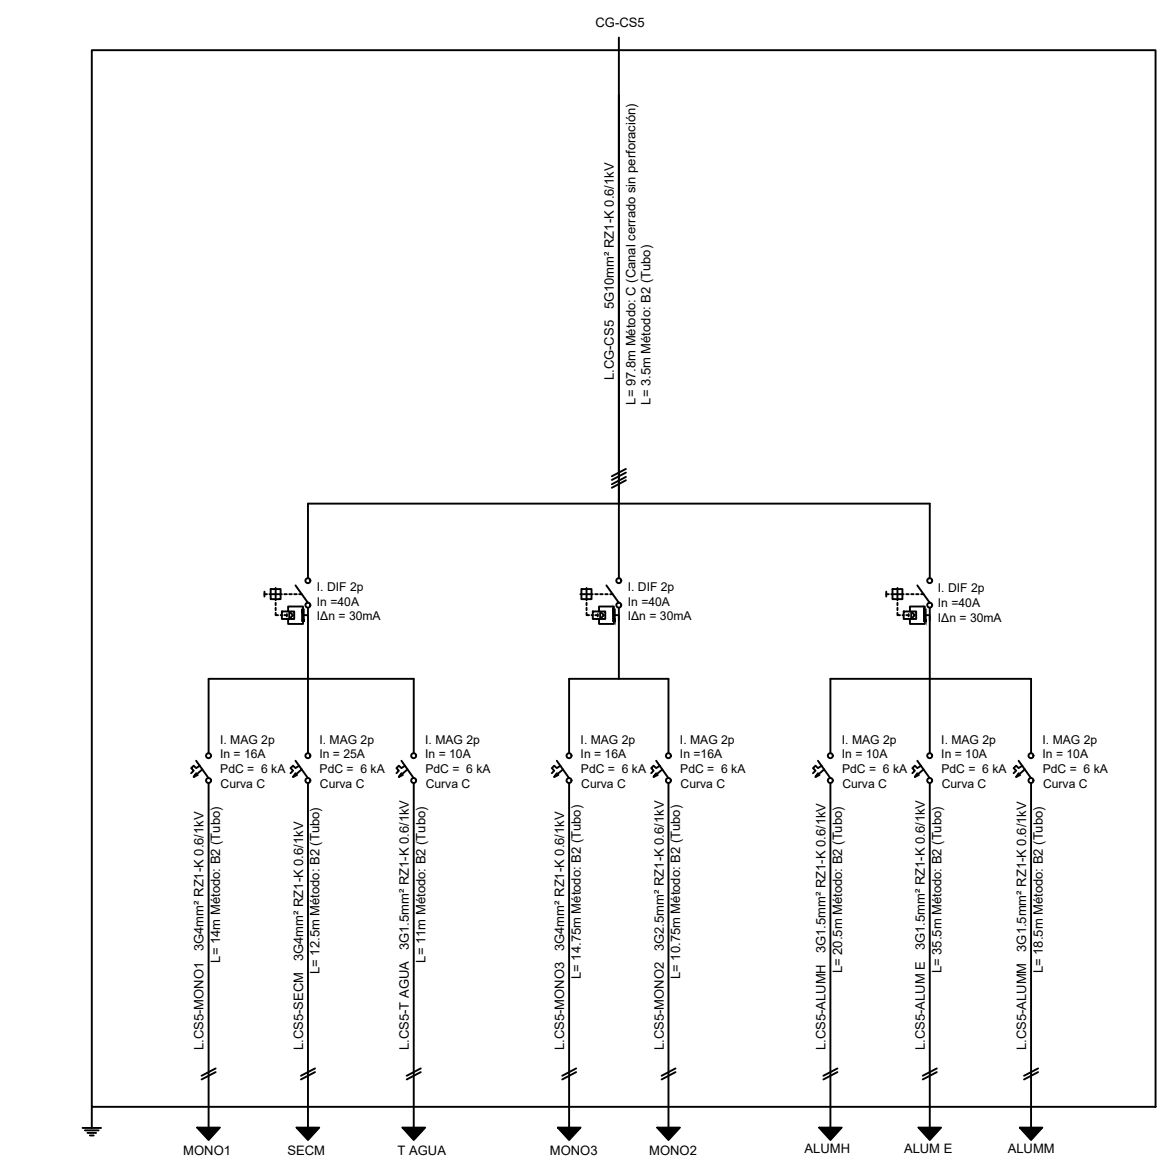 CG-CS5
L.CG-CS5 5G10mm² RZ1-K 0.6/1kV
L= 97.8m Método: C (Canal cerrado sin perforación)
L= 3.5m Método: B2 (Tubo)
I. DIF 2p
In =40A
IΔn = 30mA
I. DIF 2p
In =40A
IΔn = 30mA
I. DIF 2p
In =40A
IΔn = 30mA
I. MAG 2p
In = 16A
PdC = 6 kA
Curva C
I. MAG 2p
In = 25A
PdC = 6 kA
Curva C
I. MAG 2p
In = 10A
PdC = 6 kA
Curva C
I. MAG 2p
In = 16A
PdC = 6 kA
Curva C
I. MAG 2p
In =16A
PdC = 6 kA
Curva C
I. MAG 2p
In = 10A
PdC = 6 kA
Curva C
I. MAG 2p
In = 10A
PdC = 6 kA
Curva C
I. MAG 2p
In = 10A
PdC = 6 kA
Curva C
L.CS5-MONO1 3G4mm² RZ1-K 0.6/1kV
L= 14m Método: B2 (Tubo)
L.CS5-SECM 3G4mm² RZ1-K 0.6/1kV
L= 12.5m Método: B2 (Tubo)
L.CS5-T AGUA 3G1.5mm² RZ1-K 0.6/1kV
L= 11m Método: B2 (Tubo)
L.CS5-MONO3 3G4mm² RZ1-K 0.6/1kV
L= 14.75m Método: B2 (Tubo)
L.CS5-MONO2 3G2.5mm² RZ1-K 0.6/1kV
L= 10.75m Método: B2 (Tubo)
L.CS5-ALUMH 3G1.5mm² RZ1-K 0.6/1kV
L= 20.5m Método: B2 (Tubo)
L.CS5-ALUM E 3G1.5mm² RZ1-K 0.6/1kV
L= 35.5m Método: B2 (Tubo)
L.CS5-ALUMM 3G1.5mm² RZ1-K 0.6/1kV
L= 18.5m Método: B2 (Tubo)
MONO1
SECM
T AGUA
MONO3
MONO2
ALUMH
ALUM E
ALUMM